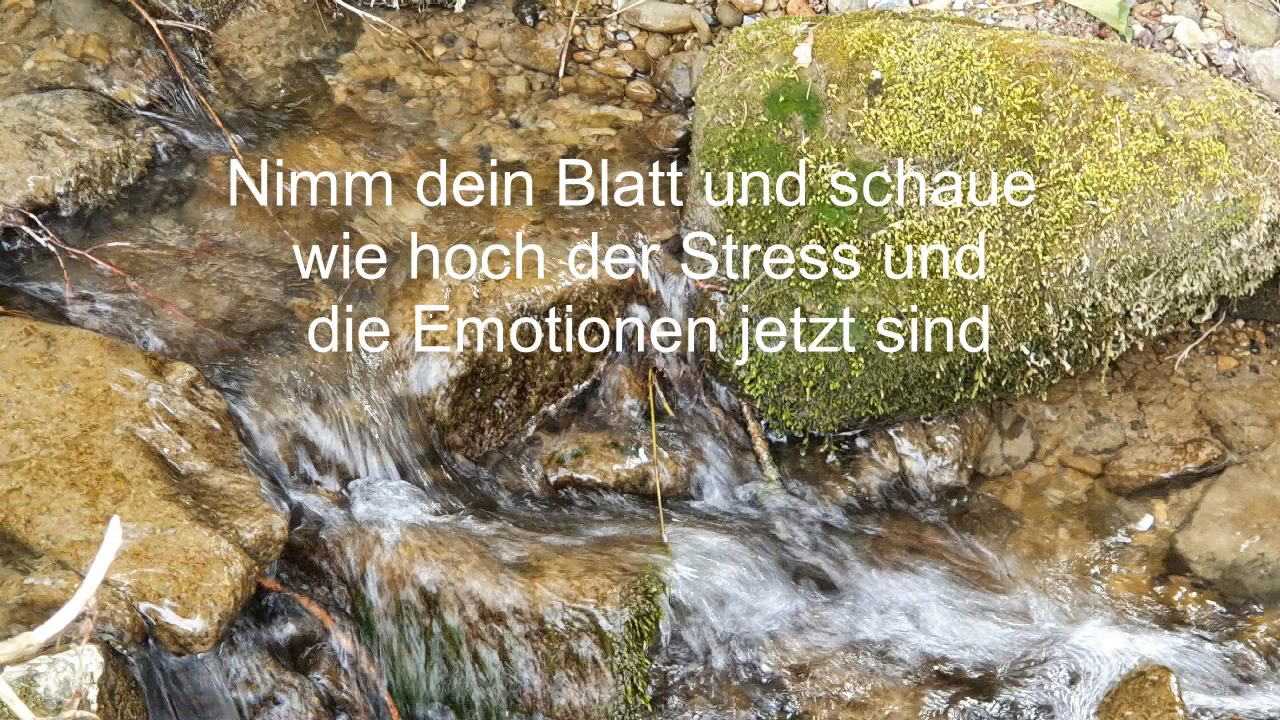 Nimm dein Blatt und schaue
wie hoch der Stress und
die Emotionen jetzt sind